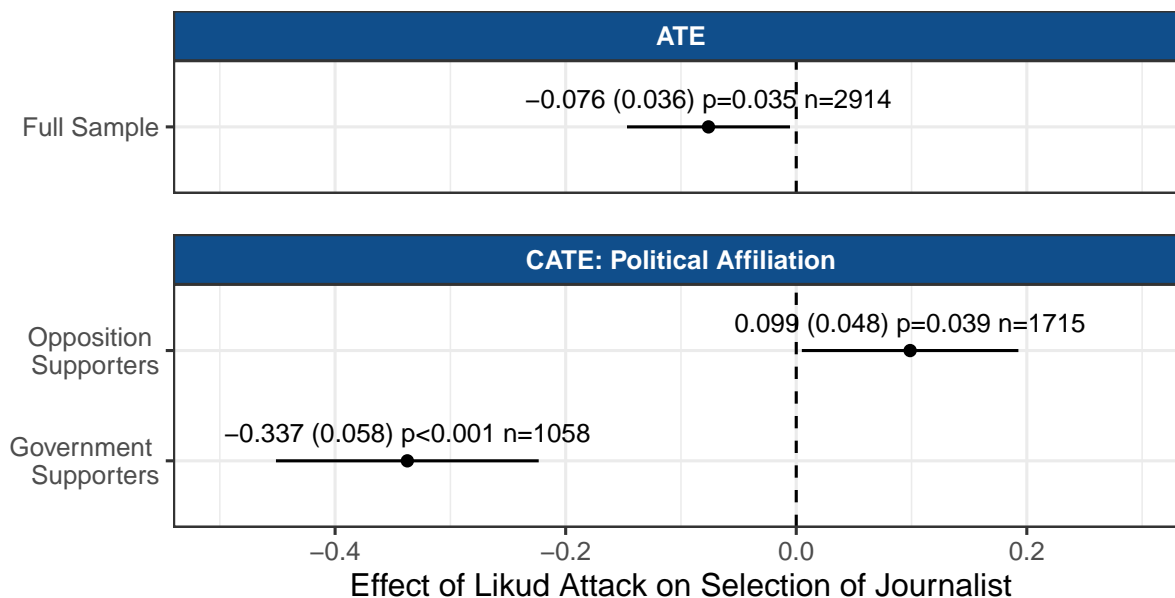 ATE
−0.076 (0.036) p=0.035 n=2914
Full Sample
CATE: Political Affiliation
0.099 (0.048) p=0.039 n=1715
Opposition
Supporters
−0.337 (0.058) p<0.001 n=1058
Government
Supporters
−0.4 −0.2 0.0 0.2
Effect of Likud Attack on Selection of Journalist